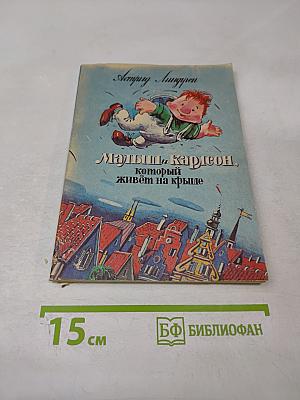 Астрид Линдгрен
Малыш и Карлсон,
который
живёт на крыше
15 см
БФ БИБЛИОФАН